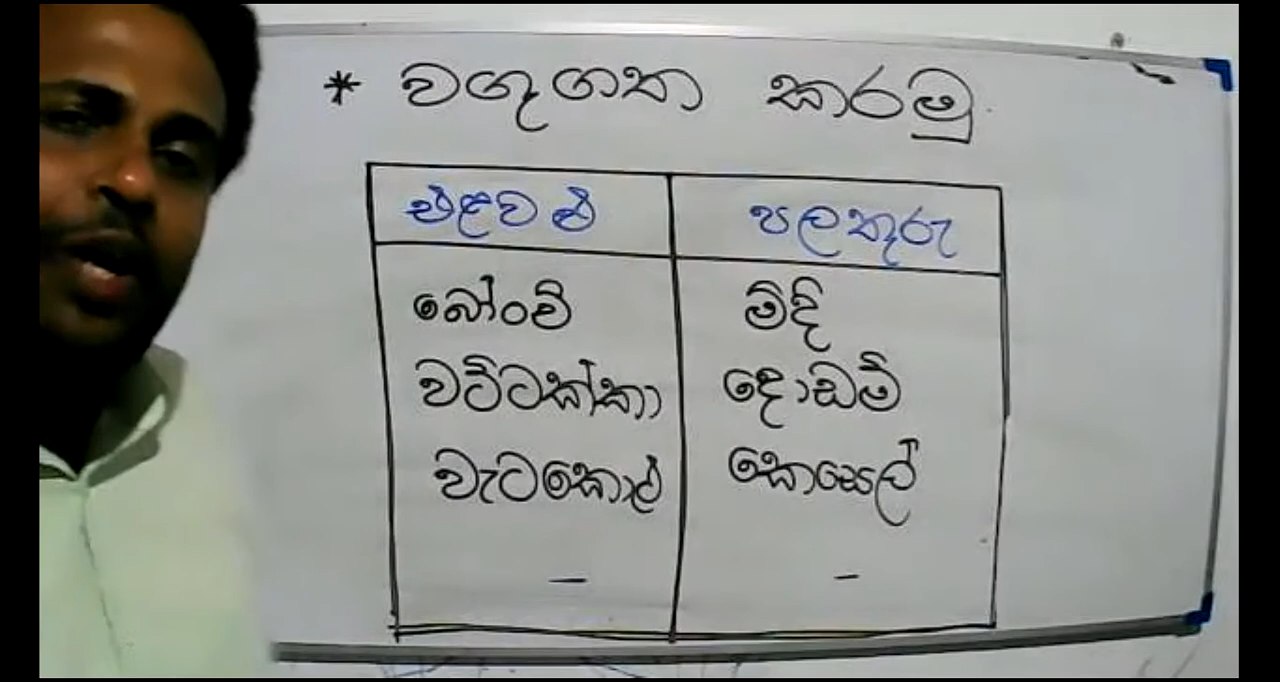 * වගුගත කරමු.
එළවළු පලතුරු
බෝංචි මිදි
වට්ටක්කා දොඩම්
වැටකොළු කෙසෙල්
- -